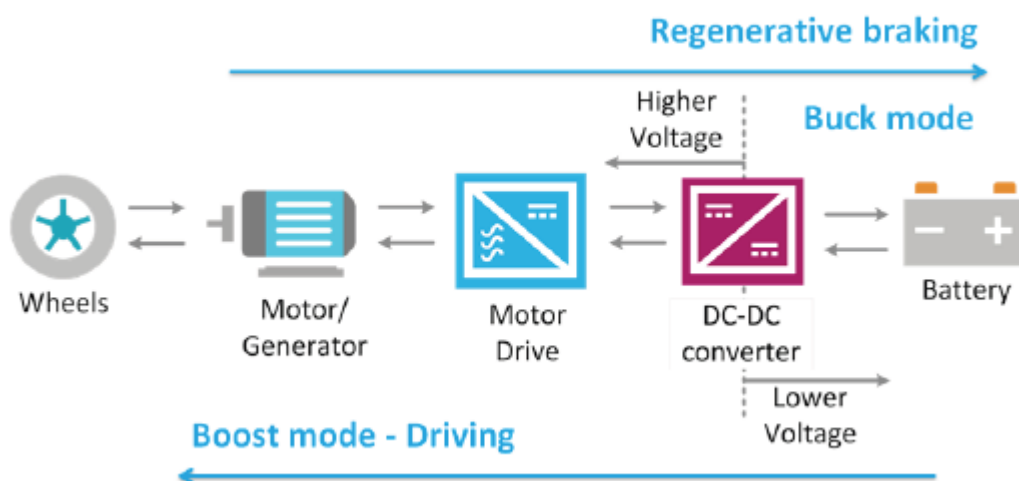 Regenerative braking
Higher
Voltage
Buck mode
Wheels
Motor/
Generator
Motor
Drive
DC-DC
converter
Battery
Lower
Voltage
Boost mode - Driving